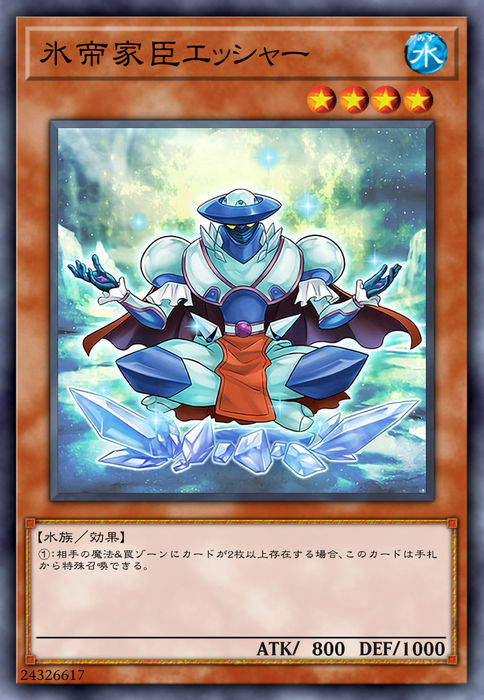 氷帝家臣エッシャー
みず
水
【水族／効果】
①：相手の魔法&罠ゾーンにカードが2枚以上存在する場合、このカードは手札
から特殊召喚できる。
ATK/ 800 DEF/1000
24326617